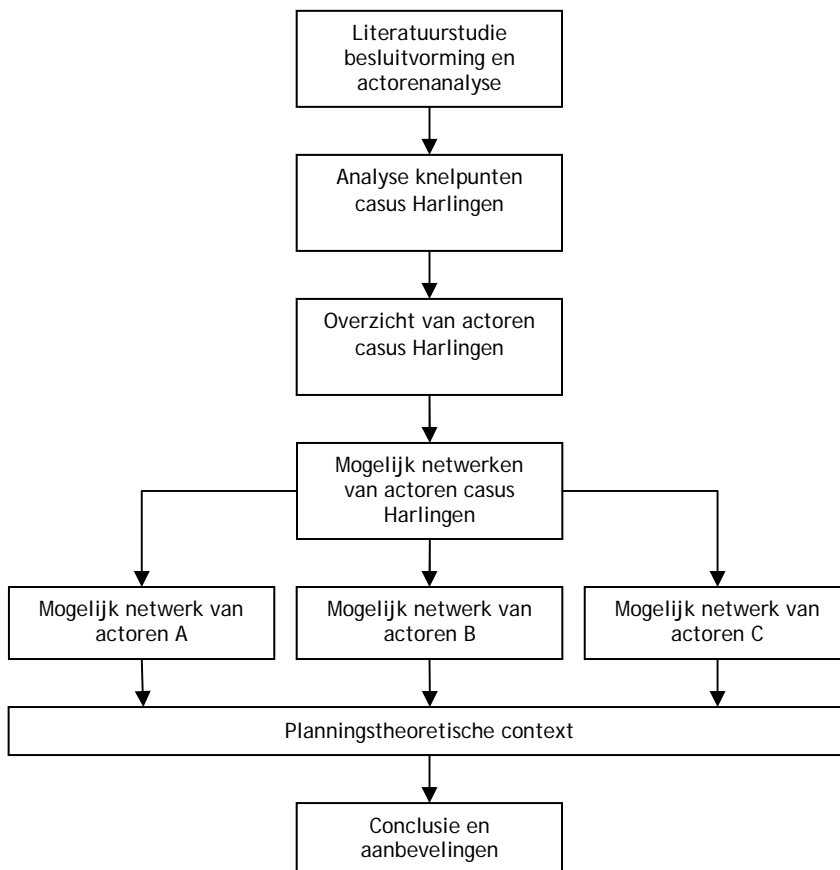 Literatuurstudie
besluitvorming en
actorenanalyse
Analyse knelpunten
casus Harlingen
Overzicht van actoren
casus Harlingen
Mogelijk netwerken
van actoren casus
Harlingen
Mogelijk netwerk van
actoren A
Mogelijk netwerk van
actoren B
Mogelijk netwerk van
actoren C
Planningstheoretische context
Conclusie en
aanbevelingen